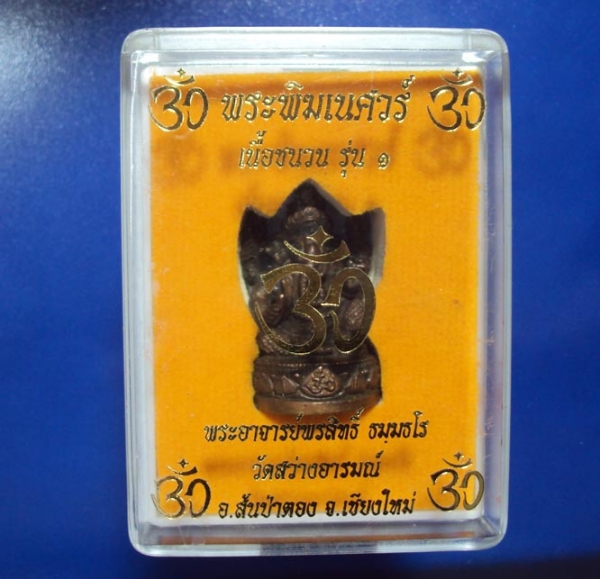 ॐ พระพิฆเนศวร์ ॐ
เนื้อชนวน รุ่น ๑
ॐ
พระอาจารย์พรสิทธิ์ ธมฺมธโร
วัดสว่างอารมณ์
ॐ อ.สันป่าตอง จ.เชียงใหม่ ॐ